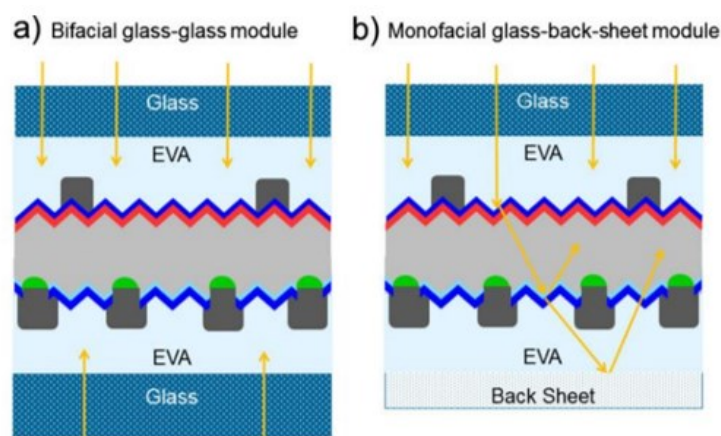 a) Bifacial glass-glass module
Glass
EVA
EVA
Glass
b) Monofacial glass-back-sheet module
Glass
EVA
EVA
Back Sheet